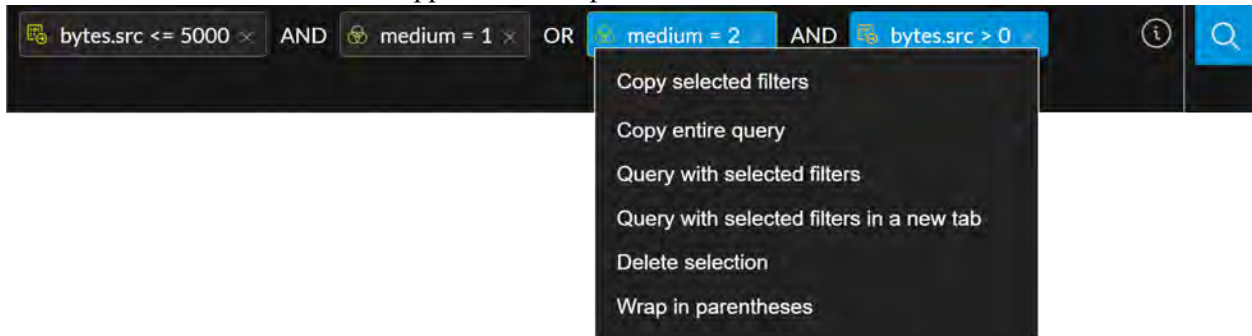 bytes.src <= 5000 × AND medium = 1 × OR medium = 2 × AND bytes.src > 0 ×
Copy selected filters
Copy entire query
Query with selected filters
Query with selected filters in a new tab
Delete selection
Wrap in parentheses